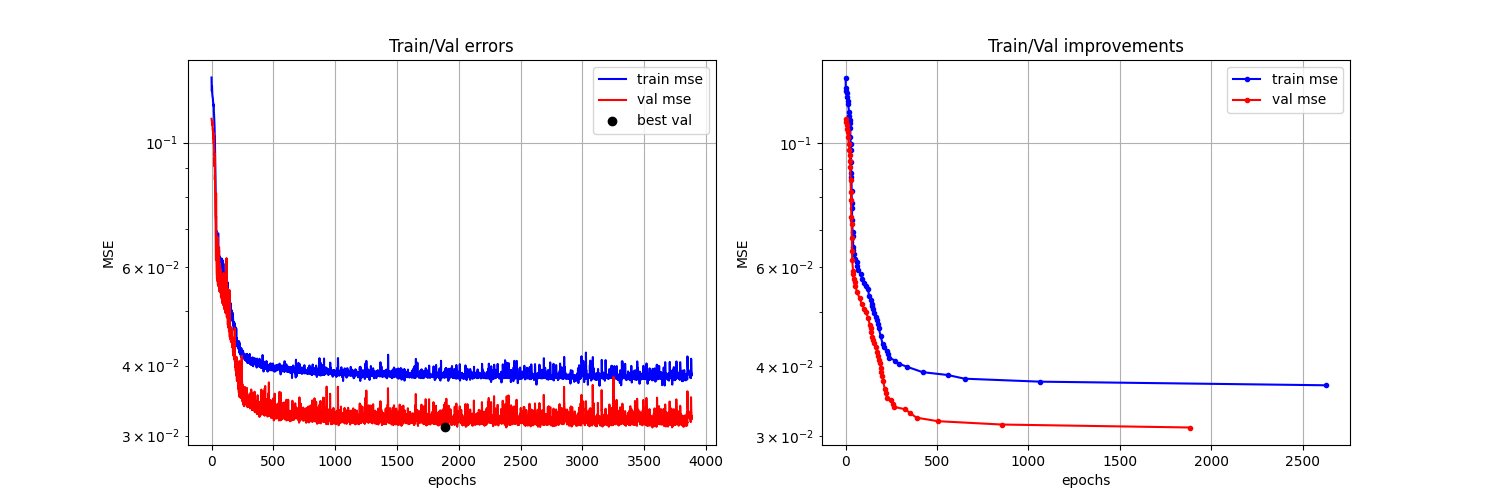 Train/Val errors
train mse
val mse
best val
10⁻¹
6 × 10⁻²
4 × 10⁻²
3 × 10⁻²
MSE
0 500 1000 1500 2000 2500 3000 3500 4000
epochs
Train/Val improvements
train mse
val mse
10⁻¹
6 × 10⁻²
4 × 10⁻²
3 × 10⁻²
MSE
0 500 1000 1500 2000 2500
epochs